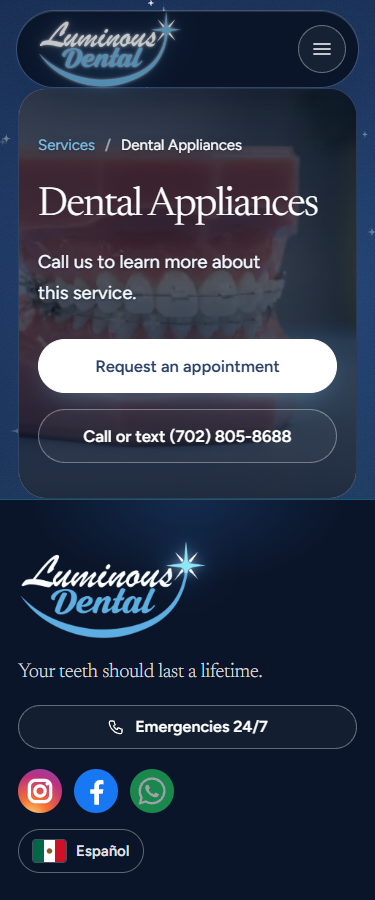 Luminous
Dental
Services / Dental Appliances
Dental Appliances
Call us to learn more about
this service.
Request an appointment
Call or text (702) 805-8688
Luminous
Dental
Your teeth should last a lifetime.
Emergencies 24/7
Español